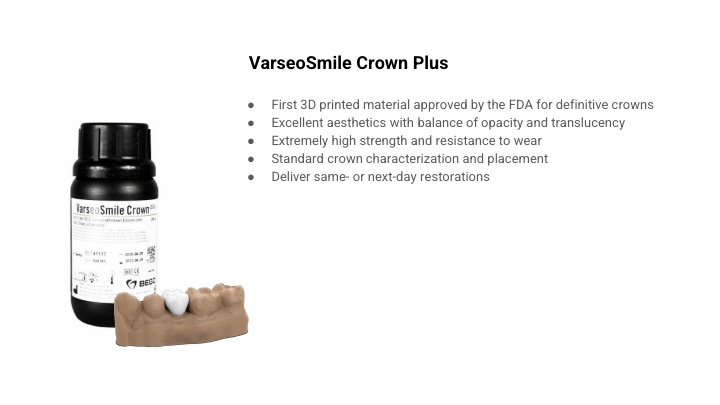 VarseoSmile Crown Plus
● First 3D printed material approved by the FDA for definitive crowns
● Excellent aesthetics with balance of opacity and translucency
● Extremely high strength and resistance to wear
● Standard crown characterization and placement
● Deliver same- or next-day restorations
VarseoSmile Crown plus
BEGO